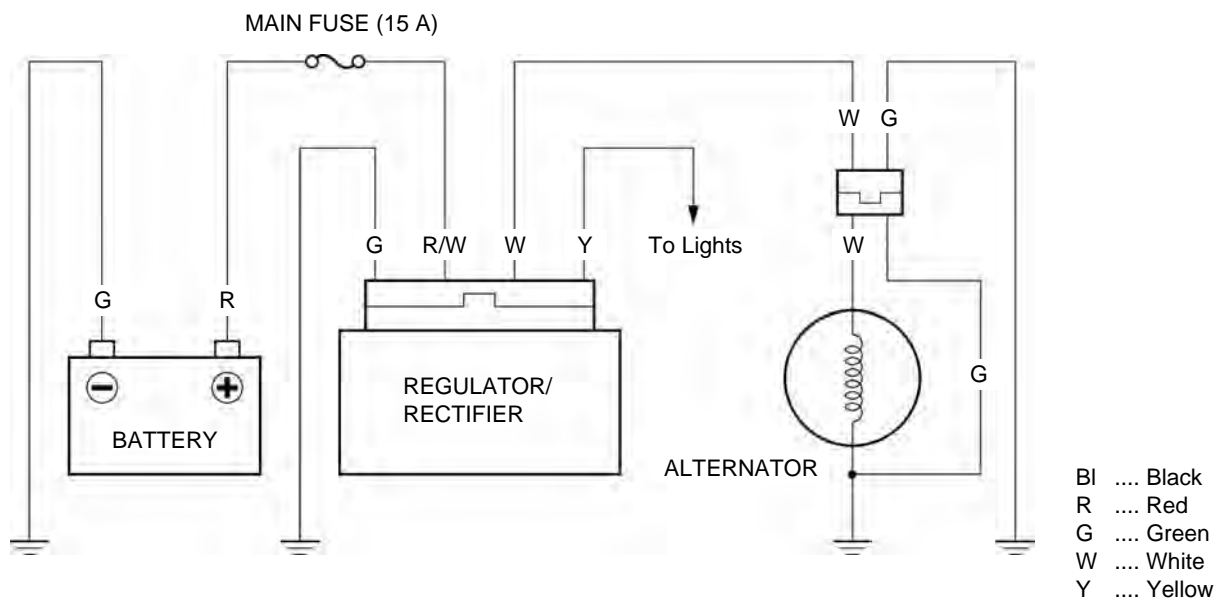 MAIN FUSE (15 A)
W G
G R/W W Y To Lights W
G R
G
REGULATOR/
RECTIFIER
BATTERY
ALTERNATOR
Bl .... Black
R .... Red
G .... Green
W .... White
Y .... Yellow